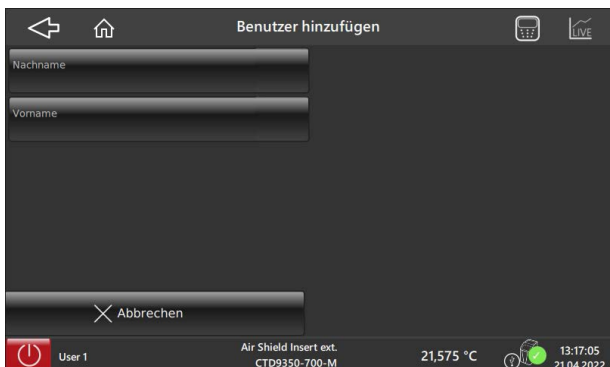 Benutzer hinzufügen
LIVE
Nachname
Vorname
Abbrechen
User 1
Air Shield Insert ext.
CTD9350-700-M
21,575 °C
13:17:05
21.04.2022